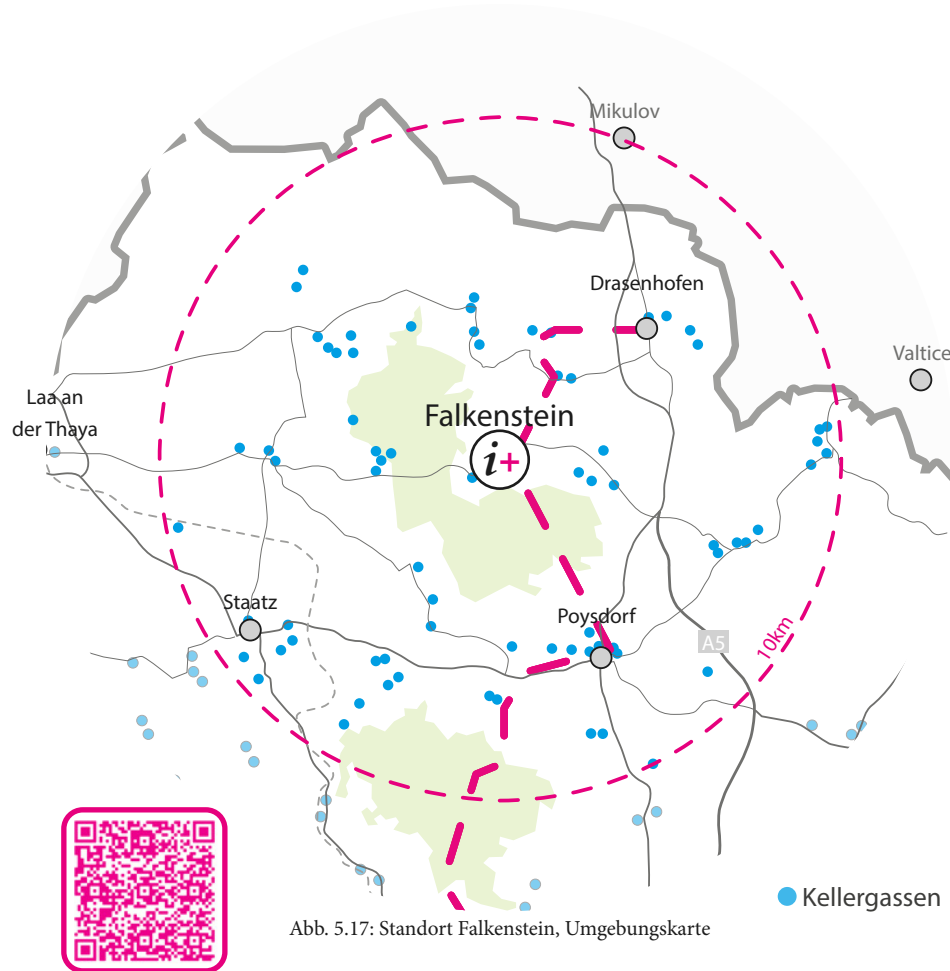 Mikulov
Drasenhofen
Valtice
Laa an
der Thaya
Falkenstein
i+
Staatz
Poysdorf
A5
10km
Kellergassen
Abb. 5.17: Standort Falkenstein, Umgebungskarte